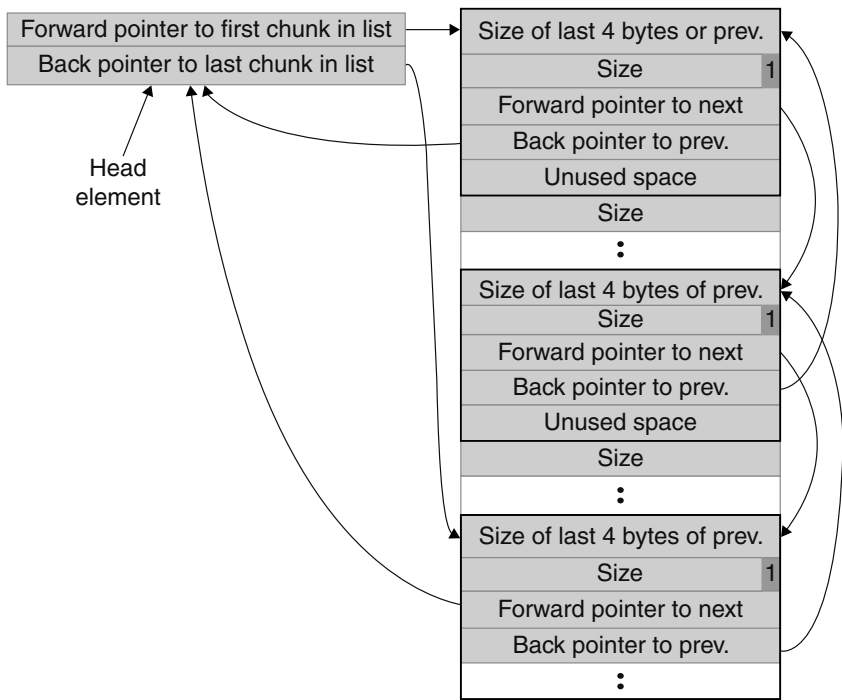 Forward pointer to first chunk in list
Back pointer to last chunk in list
Head
element
Size of last 4 bytes or prev.
Size 1
Forward pointer to next
Back pointer to prev.
Unused space
Size
:
Size of last 4 bytes of prev.
Size 1
Forward pointer to next
Back pointer to prev.
Unused space
Size
:
Size of last 4 bytes of prev.
Size 1
Forward pointer to next
Back pointer to prev.
: